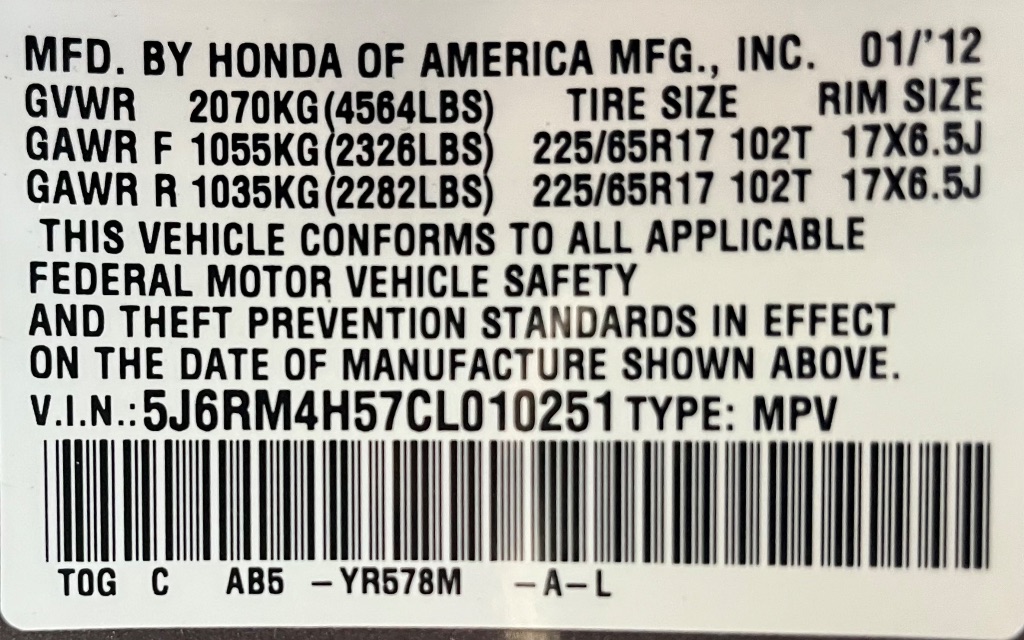 MFD. BY HONDA OF AMERICA MFG., INC. 01/'12
GVWR 2070KG(4564LBS) TIRE SIZE RIM SIZE
GAWR F 1055KG(2326LBS) 225/65R17 102T 17X6.5J
GAWR R 1035KG(2282LBS) 225/65R17 102T 17X6.5J
THIS VEHICLE CONFORMS TO ALL APPLICABLE
FEDERAL MOTOR VEHICLE SAFETY
AND THEFT PREVENTION STANDARDS IN EFFECT
ON THE DATE OF MANUFACTURE SHOWN ABOVE.
V.I.N.: 5J6RM4H57CL010251 TYPE: MPV
TOG C AB5 -YR578M -A-L